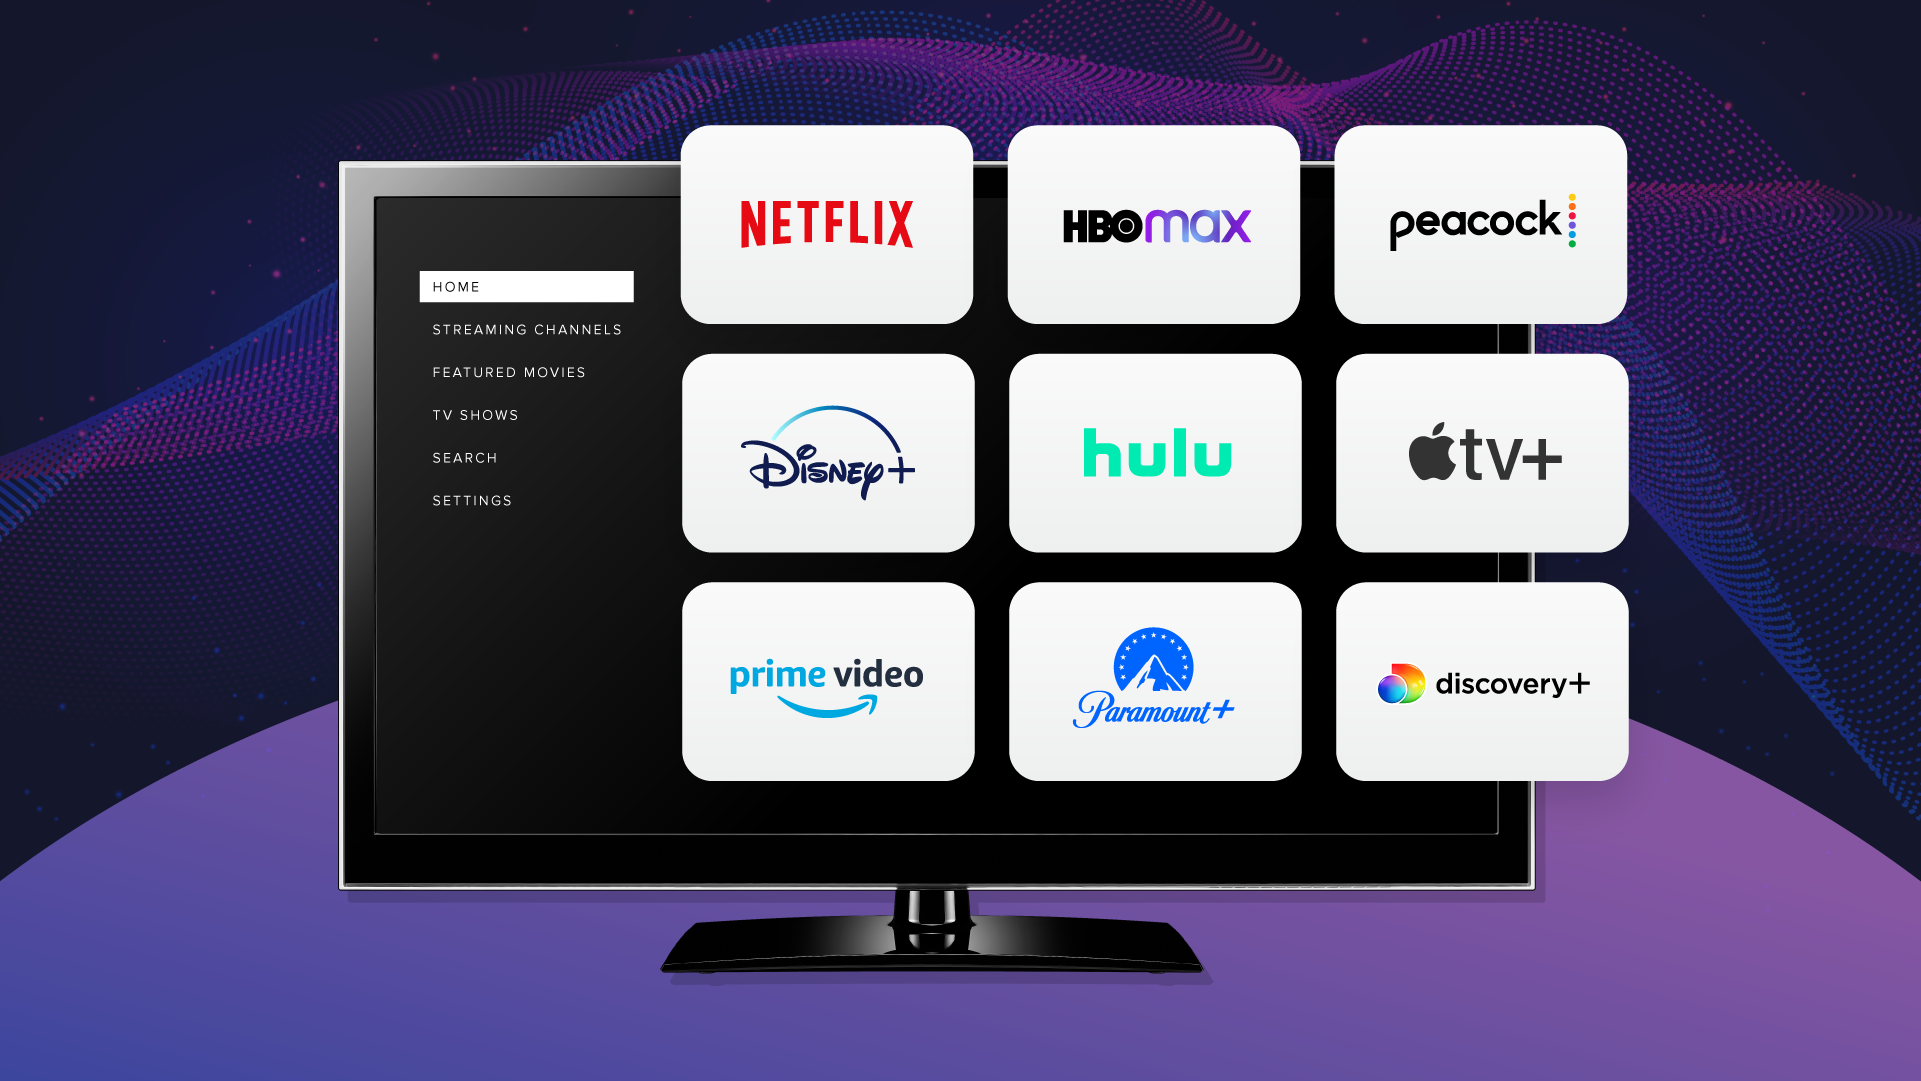 NETFLIX
HBOmax
peacock
HOME
STREAMING CHANNELS
FEATURED MOVIES
TV SHOWS
SEARCH
SETTINGS
Disney+
hulu
tv+
prime video
Paramount+
discovery+